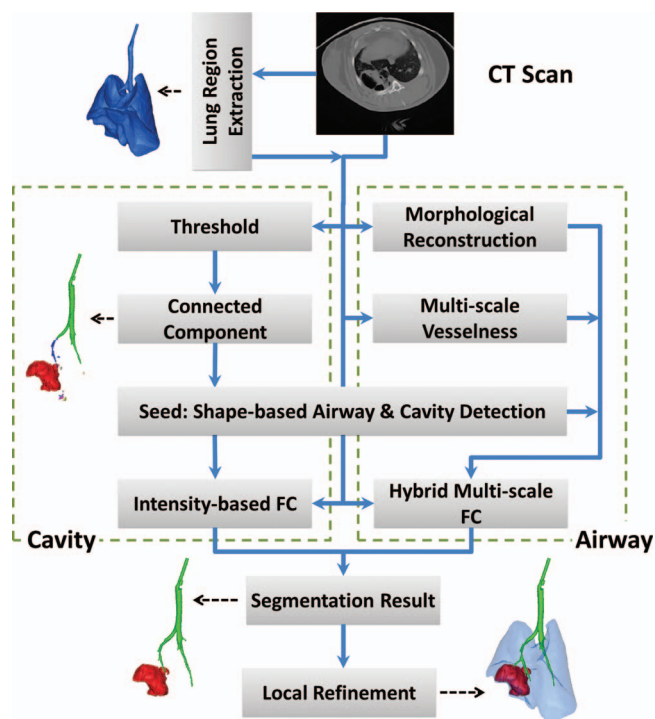 Lung Region
Extraction
CT Scan
Threshold
Morphological
Reconstruction
Connected
Component
Multi-scale
Vesselness
Seed: Shape-based Airway & Cavity Detection
Intensity-based FC
Hybrid Multi-scale
FC
Cavity
Airway
Segmentation Result
Local Refinement